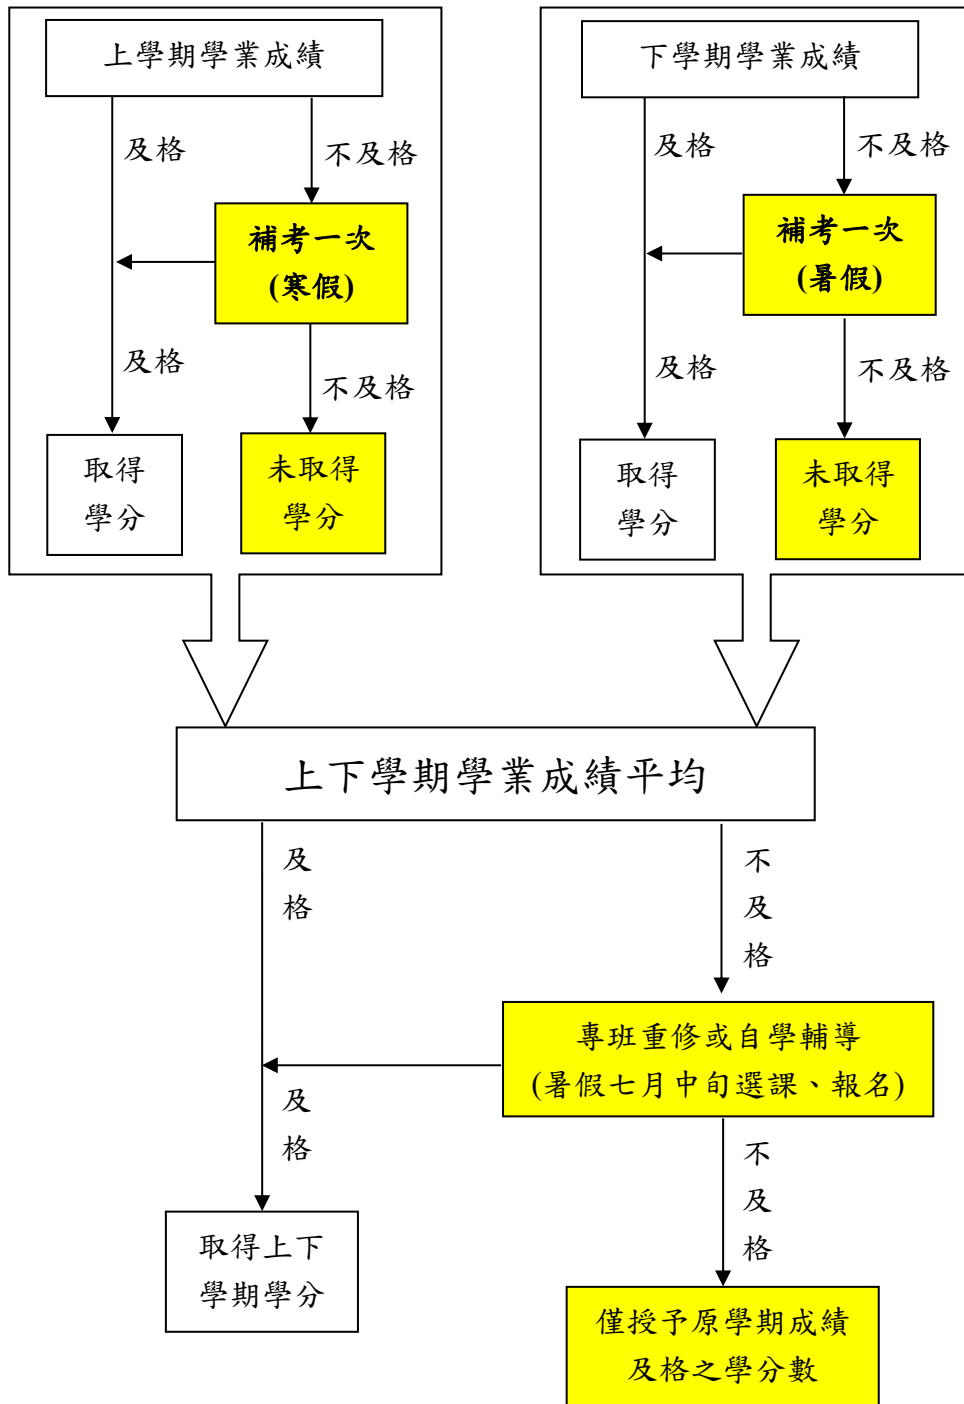 上學期學業成績
及格
不及格
補考一次
(寒假)
及格
不及格
取得
學分
未取得
學分
下學期學業成績
及格
不及格
補考一次
(暑假)
及格
不及格
取得
學分
未取得
學分
上下學期學業成績平均
及
格
不
及
格
專班重修或自學輔導
(暑假七月中旬選課、報名)
及
格
不
及
格
取得上下
學期學分
僅授予原學期成績
及格之學分數